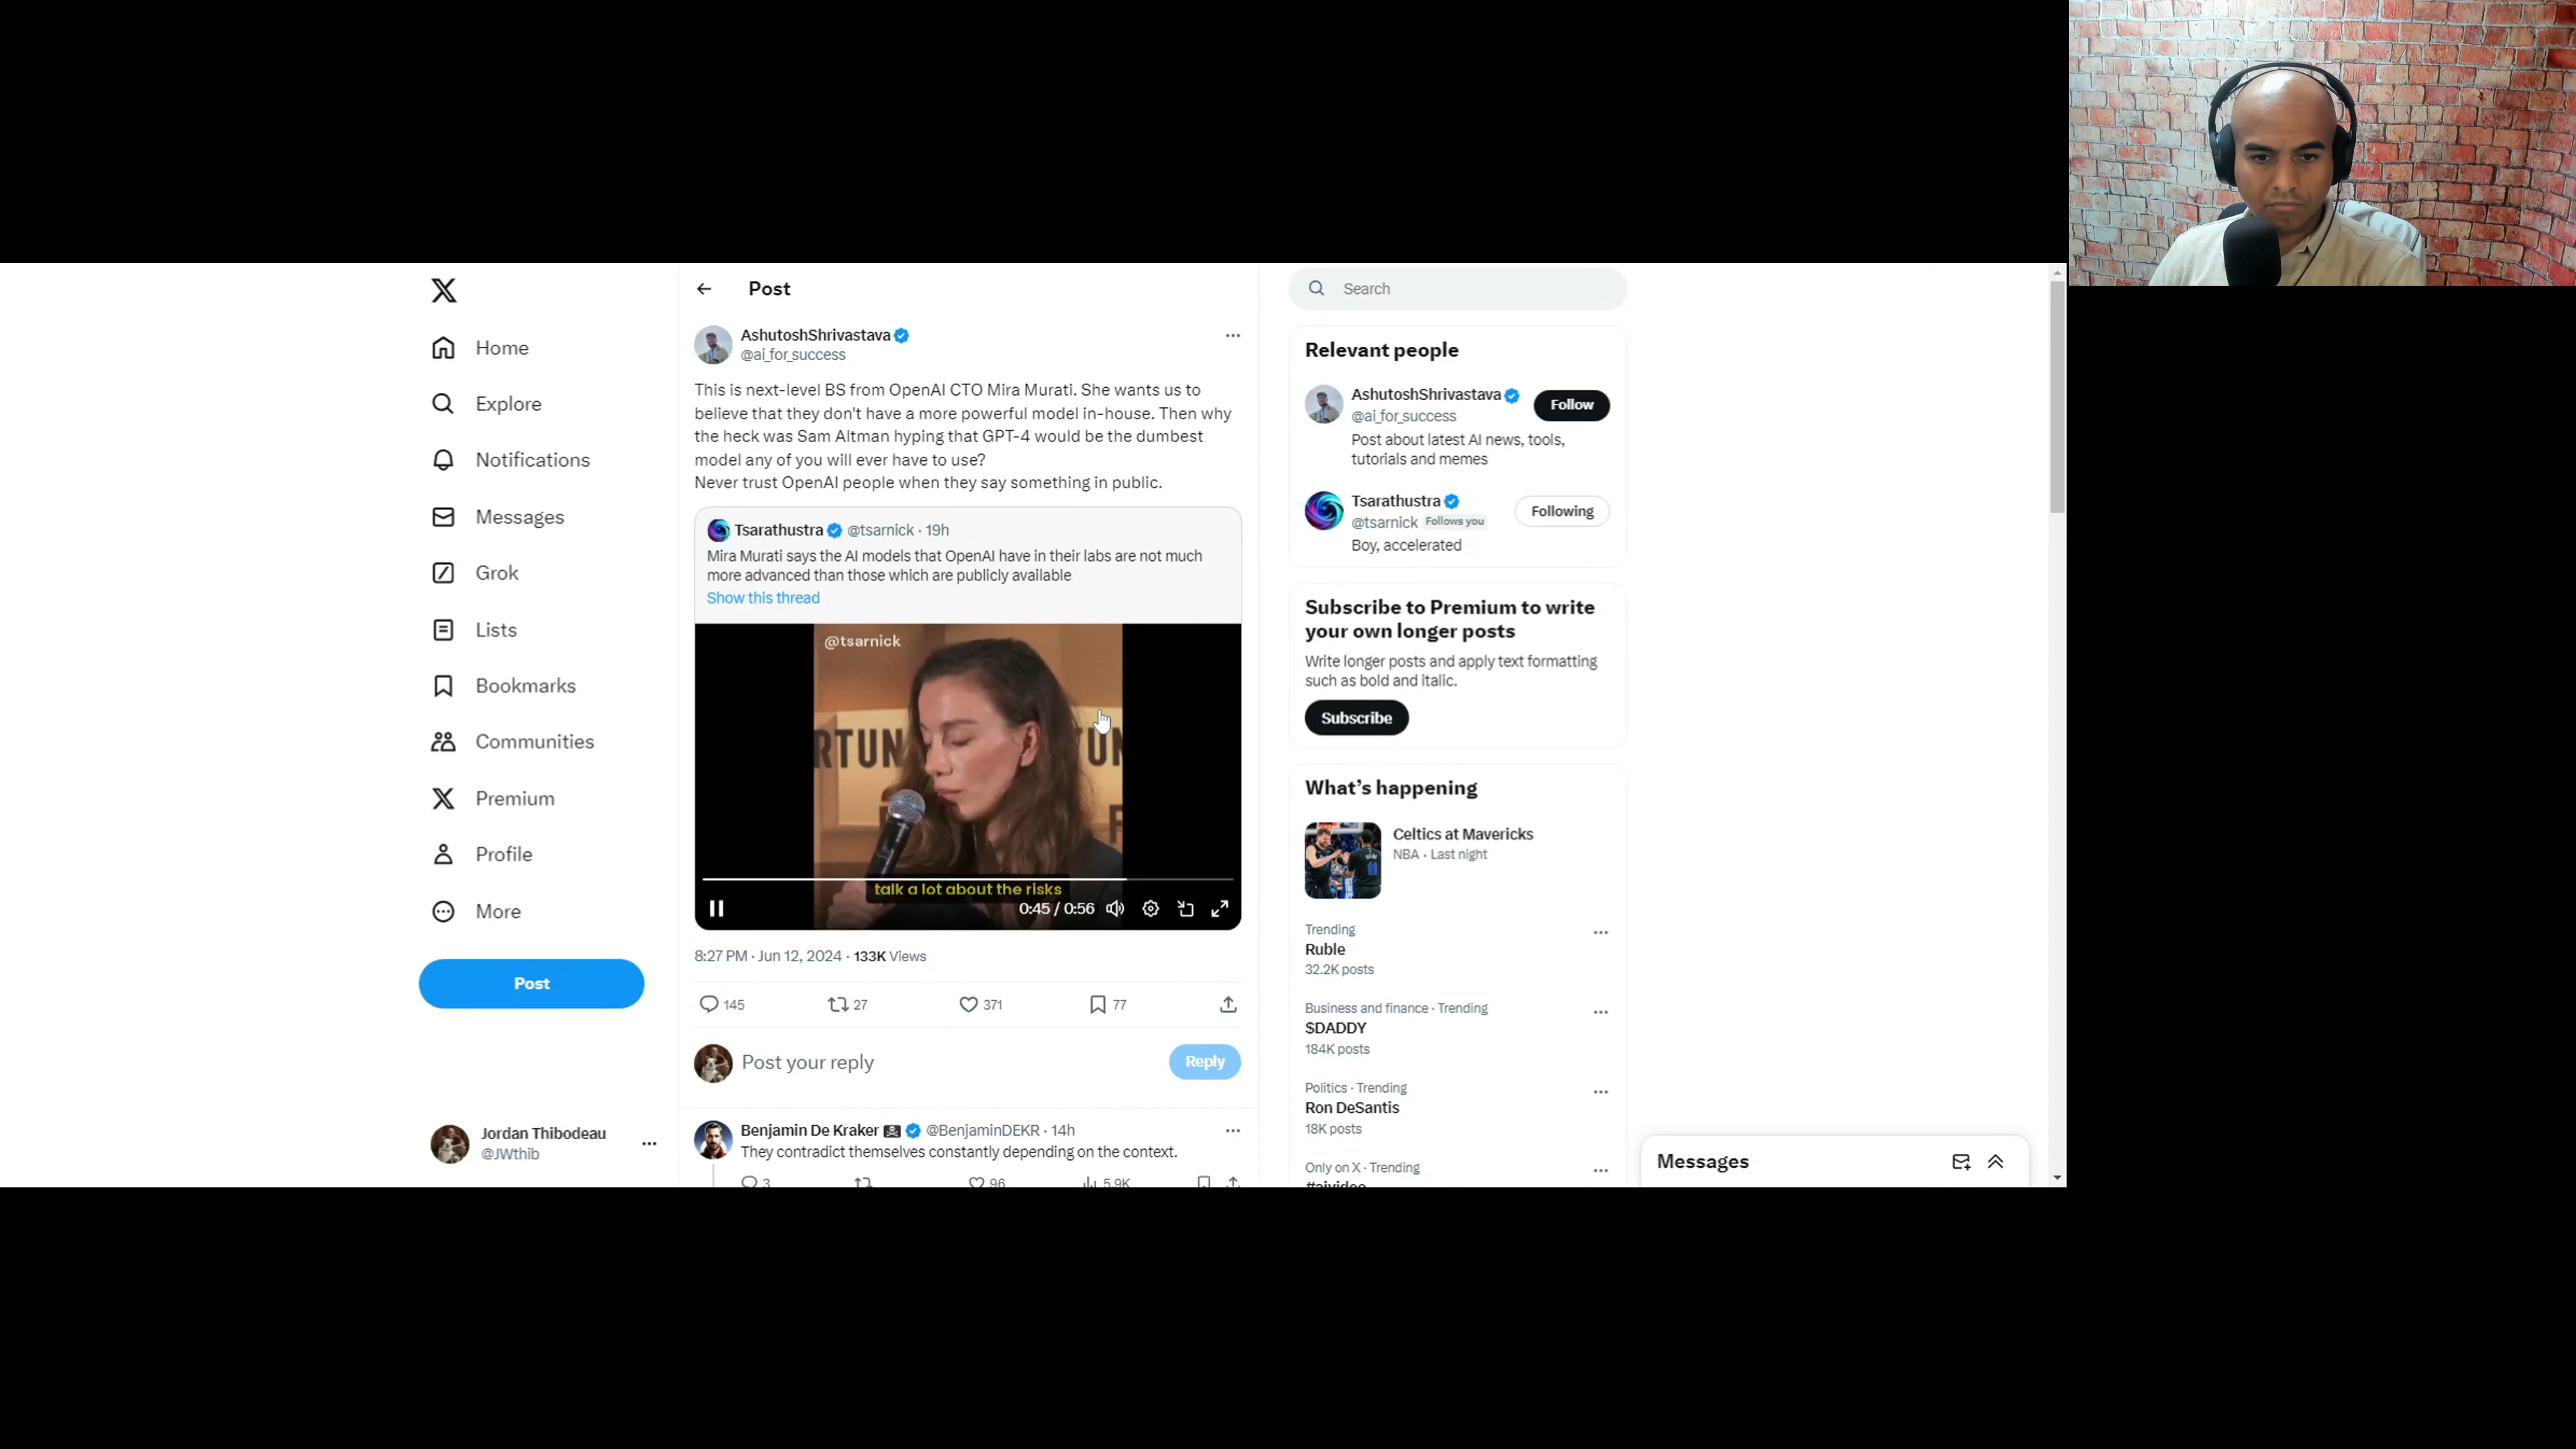 Home
Explore
Notifications
Messages
Grok
Lists
Bookmarks
Communities
Premium
Profile
More
Post
Jordan Thibodeau
@JWthib
Post
AshutoshShrivastava
@ai_for_success
This is next-level BS from OpenAI CTO Mira Murati. She wants us to
believe that they don't have a more powerful model in-house. Then why
the heck was Sam Altman hyping that GPT-4 would be the dumbest
model any of you will ever have to use?
Never trust OpenAI people when they say something in public.
Tsarathustra @tsarnick · 19h
Mira Murati says the AI models that OpenAI have in their labs are not much
more advanced than those which are publicly available
Show this thread
@tsarnick
RTUN
UN
F
talk a lot about the risks
0:45 / 0:56
8:27 PM · Jun 12, 2024 · 133K Views
145 27 371 77
Post your reply
Reply
Benjamin De Kraker @BenjaminDEKR · 14h
They contradict themselves constantly depending on the context.
3 96 5.9K
Search
Relevant people
AshutoshShrivastava
@ai_for_success
Follow
Post about latest AI news, tools,
tutorials and memes
Tsarathustra
@tsarnick Follows you
Following
Boy, accelerated
Subscribe to Premium to write
your own longer posts
Write longer posts and apply text formatting
such as bold and italic.
Subscribe
What's happening
Celtics at Mavericks
NBA · Last night
Trending
Ruble
32.2K posts
Business and finance · Trending
$DADDY
184K posts
Politics · Trending
Ron DeSantis
18K posts
Only on X · Trending
#aivideo
Messages